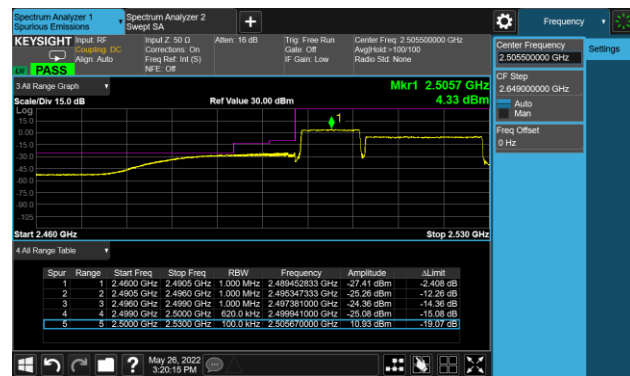 Spectrum Analyzer 1
Spurious Emissions
Spectrum Analyzer 2
Swept SA
+
Frequency
KEYSIGHT
Input: RF
Coupling: DC
Align: Auto
Input Z: 50 Ω
Corrections: On
Freq Ref: Int (S)
NFE: Off
Atten: 16 dB
Trig: Free Run
Gate: Off
IF Gain: Low
Center Freq: 2.505500000 GHz
Avg|Hold:>100/100
Radio Std: None
PASS
Center Frequency
2.505500000 GHz
Settings
CF Step
2.649000000 GHz
Auto
Man
Freq Offset
0 Hz
3 All Range Graph
Mkr1 2.5057 GHz
Scale/Div 15.0 dB
Ref Value 30.00 dBm
4.33 dBm
Log
15.0
0.00
-15.0
-30.0
-45.0
-60.0
-75.0
-90.0
-105
1
Start 2.460 GHz
Stop 2.530 GHz
4 All Range Table
Spur Range Start Freq Stop Freq RBW Frequency Amplitude ΔLimit
1 1 2.4600 GHz 2.4905 GHz 1.000 MHz 2.489452833 GHz -27.41 dBm -2.408 dB
2 2 2.4905 GHz 2.4960 GHz 1.000 MHz 2.495347333 GHz -25.26 dBm -12.26 dB
3 3 2.4960 GHz 2.4990 GHz 1.000 MHz 2.497381000 GHz -24.36 dBm -14.36 dB
4 4 2.4990 GHz 2.5000 GHz 620.0 kHz 2.499941000 GHz -25.08 dBm -15.08 dB
5 5 2.5000 GHz 2.5300 GHz 100.0 kHz 2.505670000 GHz 10.93 dBm -19.07 dB
?
May 26, 2022
3:20:15 PM